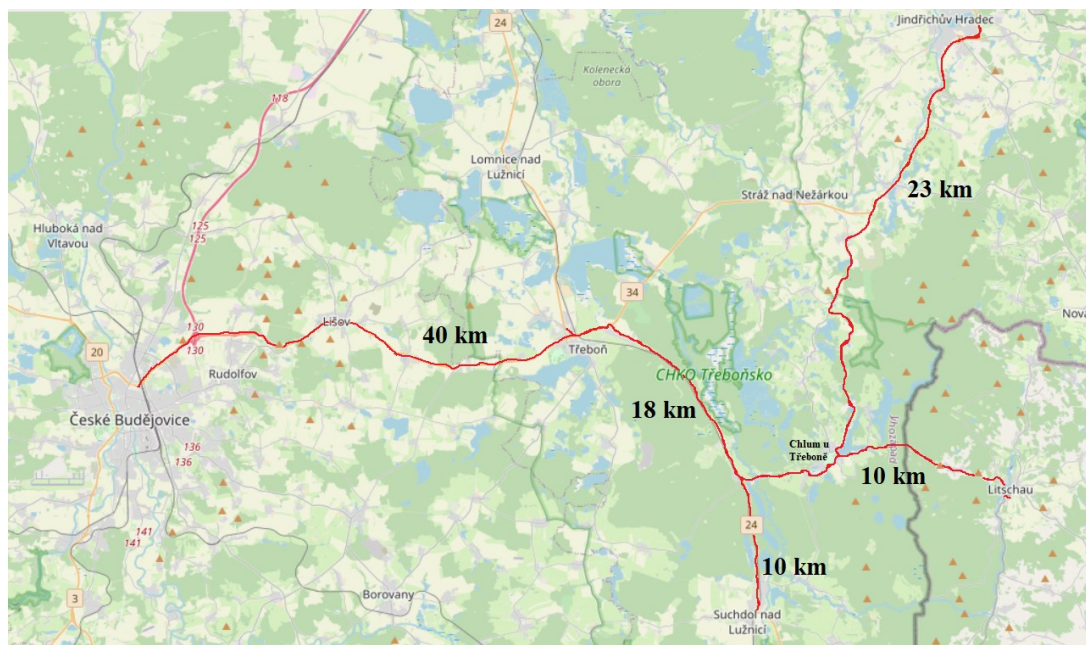 Jindřichův
Hradec
24
Kolenecká
obora
118
Lomnice nad
Lužnicí
Stráž nad Nežárkou
23 km
125
125
Hluboká nad
Vltavou
34
Nová
130
130
Lišov
40 km
Třeboň
20
Rudolfov
CHKO Třeboňsko
České Budějovice
18 km
136
136
Chlum u
Třeboně
10 km
Litschau
24
141
141
10 km
3
Borovany
Suchdol nad
Lužnicí